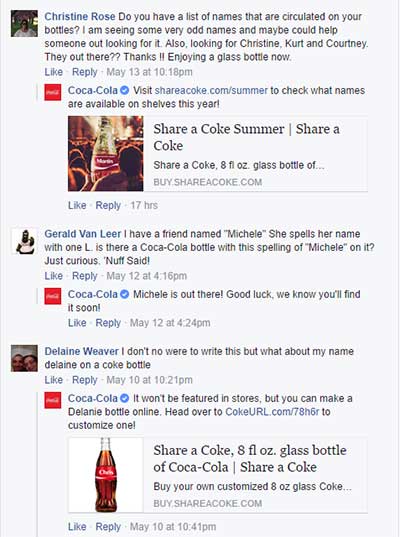 Christine Rose Do you have a list of names that are circulated on your
bottles? I am seeing some very odd names and maybe could help
someone out looking for it. Also, looking for Christine, Kurt and Courtney.
They out there?? Thanks !! Enjoying a glass bottle now.
Like · Reply · May 13 at 10:18pm
Coca-Cola Visit shareacoke.com/summer to check what names
are available on shelves this year!
Martin
Share a Coke Summer | Share a
Coke
Share a Coke, 8 fl oz. glass bottle of...
BUY.SHAREACOKE.COM
Like · Reply · 17 hrs
Gerald Van Leer I have a friend named "Michele" She spells her name
with one L. is there a Coca-Cola bottle with this spelling of "Michele" on it?
Just curious. 'Nuff Said!
Like · Reply · May 12 at 4:16pm
Coca-Cola Michele is out there! Good luck, we know you'll find
it soon!
Like · Reply · May 12 at 4:24pm
Delaine Weaver I don't no were to write this but what about my name
delaine on a coke bottle
Like · Reply · May 10 at 10:21pm
Coca-Cola It won't be featured in stores, but you can make a
Delanie bottle online. Head over to CokeURL.com/78h6r to
customize one!
Chris
Share a Coke, 8 fl oz. glass bottle
of Coca-Cola | Share a Coke
Buy your own customized 8 oz glass Coke...
BUY.SHAREACOKE.COM
Like · Reply · May 10 at 10:41pm